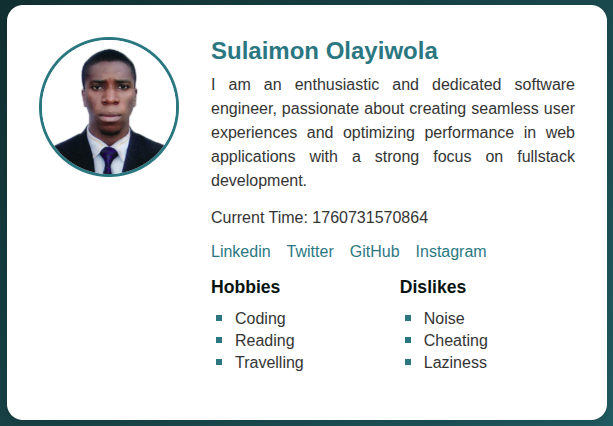 Sulaimon Olayiwola
I am an enthusiastic and dedicated software
engineer, passionate about creating seamless user
experiences and optimizing performance in web
applications with a strong focus on fullstack
development.
Current Time: 1760731570864
Linkedin Twitter GitHub Instagram
Hobbies
Coding
Reading
Travelling
Dislikes
Noise
Cheating
Laziness